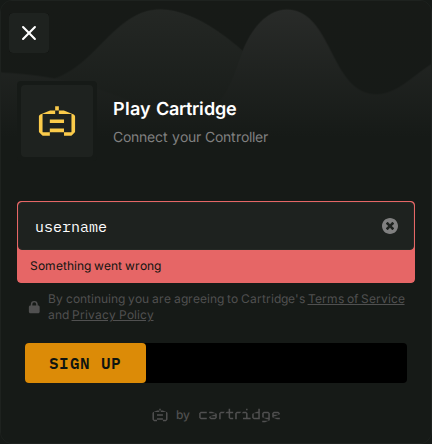 Play Cartridge
Connect your Controller
username
Something went wrong
By continuing you are agreeing to Cartridge's Terms of Service
and Privacy Policy
SIGN UP
by cartridge